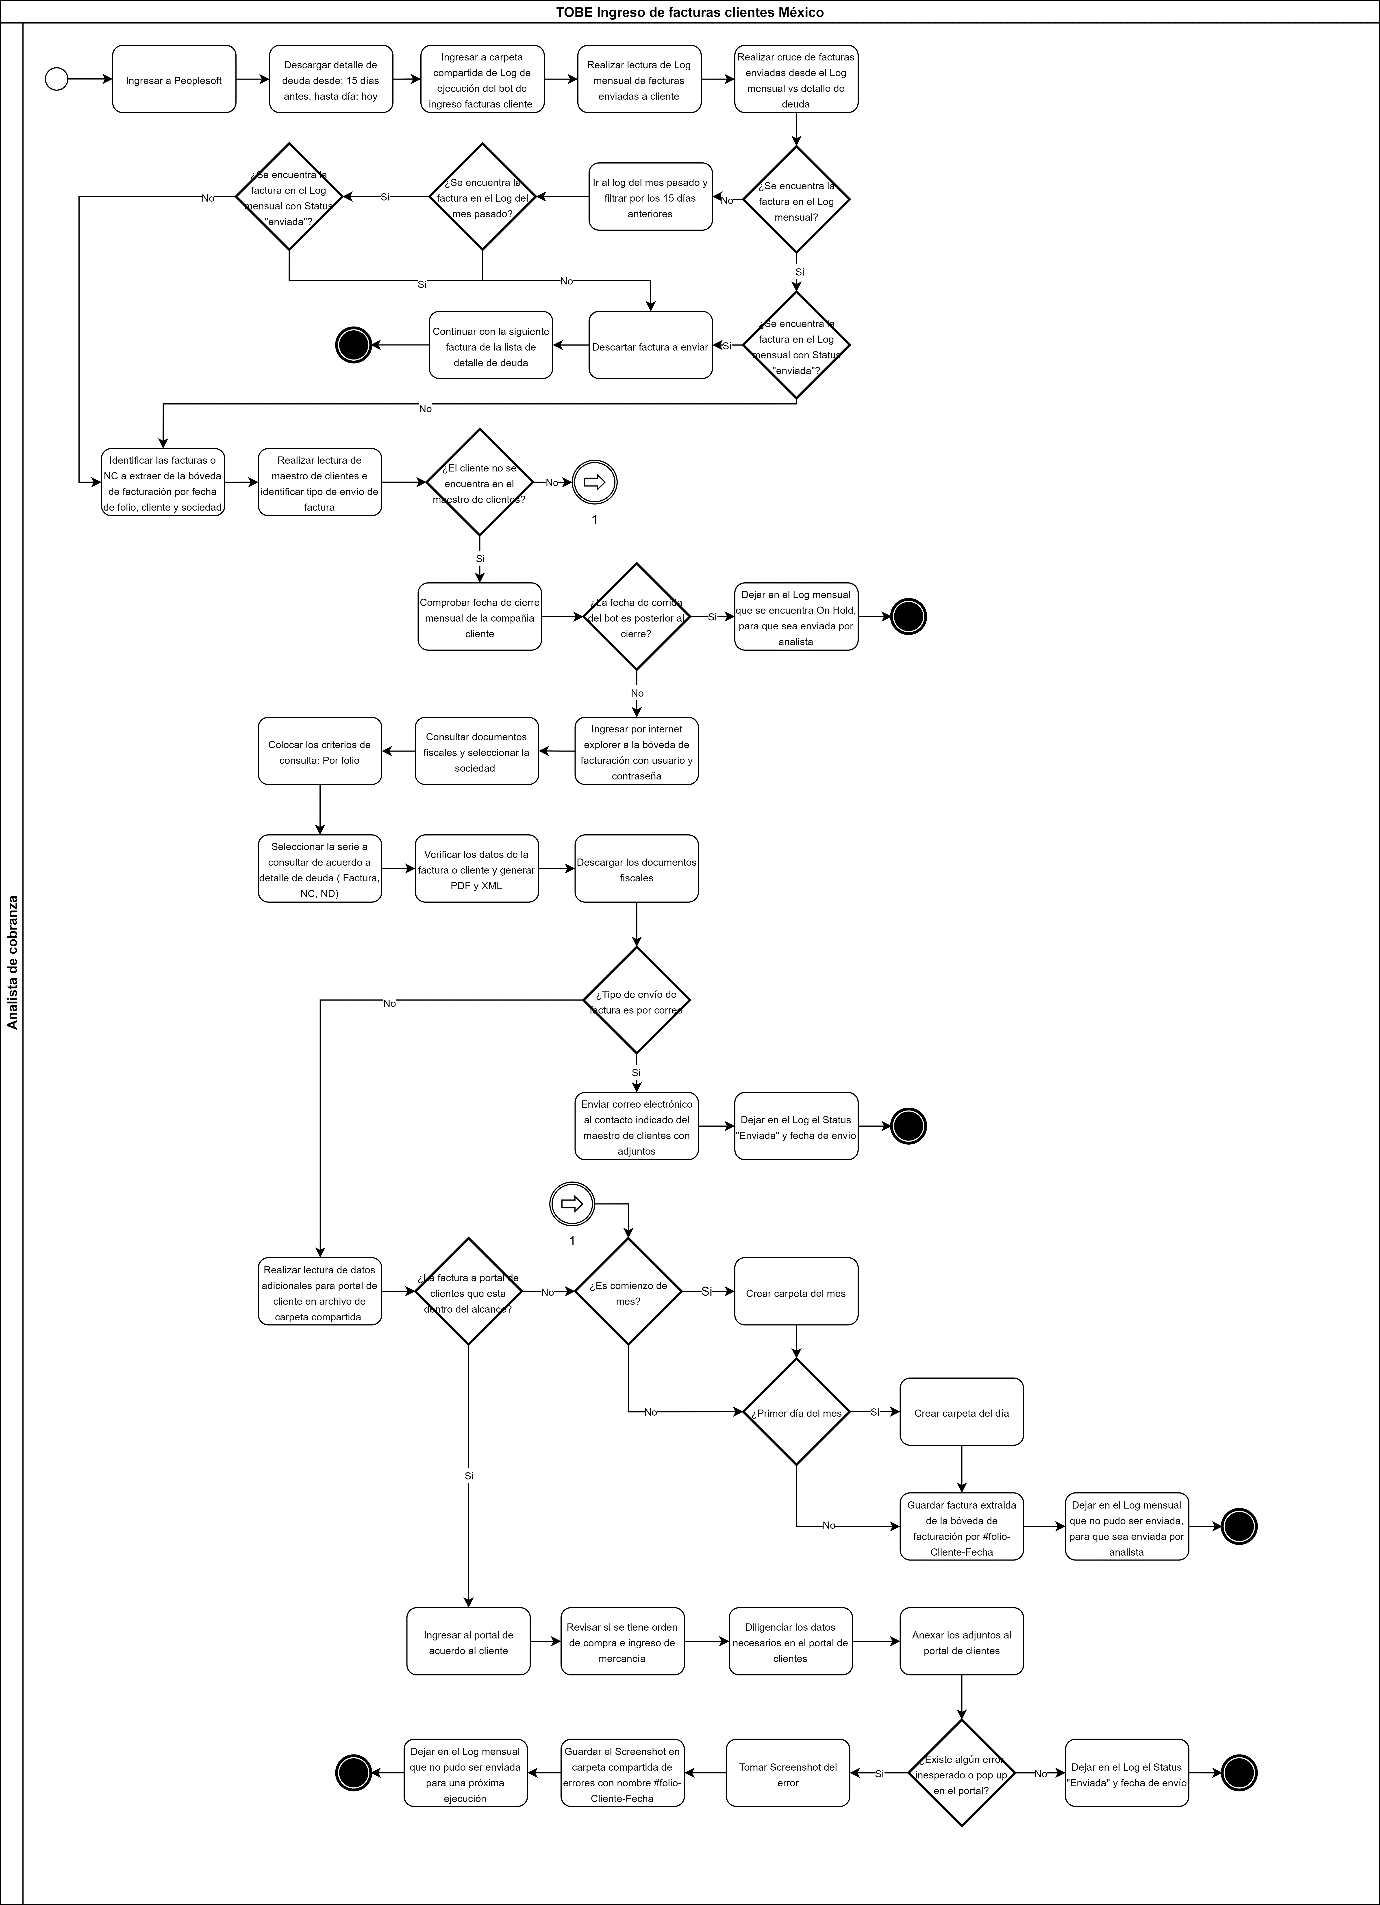 TOBE Ingreso de facturas clientes México
Analista de cobranza
Ingresar a Peoplesoft
Descargar detalle de
deuda desde: 15 días
antes, hasta día: hoy
Ingresar a carpeta
compartida de Log de
ejecución del bot de
ingreso facturas cliente
Realizar lectura de Log
mensual de facturas
enviadas a cliente
Realizar cruce de facturas
enviadas desde el Log
mensual vs detalle de
deuda
¿Se encuentra la
factura en el Log
mensual con Status
"enviada"?
No
¿Se encuentra la
factura en el Log del
mes pasado?
Si
Ir al log del mes pasado y
filtrar por los 15 días
anteriores
No
¿Se encuentra la
factura en el Log
mensual?
Si
Si
No
Continuar con la siguiente
factura de la lista de
detalle de deuda
Descartar factura a enviar
Si
¿Se encuentra la
factura en el Log
mensual con Status
"enviada"?
No
Identificar las facturas o
NC a extraer de la bóveda
de facturación por fecha
de folio, cliente y sociedad
Realizar lectura de
maestro de clientes e
identificar tipo de envío de
factura
¿El cliente no se
encuentra en el
maestro de clientes?
No
1
Si
Comprobar fecha de cierre
mensual de la compañía
cliente
¿La fecha de corrida
del bot es posterior al
cierre?
Si
Dejar en el Log mensual
que se encuentra On Hold,
para que sea enviada por
analista
No
Colocar los criterios de
consulta: Por folio
Consultar documentos
fiscales y seleccionar la
sociedad
Ingresar por internet
explorer a la bóveda de
facturación con usuario y
contraseña
Seleccionar la serie a
consultar de acuerdo a
detalle de deuda ( Factura,
NC, ND)
Verificar los datos de la
factura o cliente y generar
PDF y XML
Descargar los documentos
fiscales
¿Tipo de envío de
factura es por correo
No
Si
Enviar correo electrónico
al contacto indicado del
maestro de clientes con
adjuntos
Dejar en el Log el Status
"Enviada" y fecha de envío
1
Realizar lectura de datos
adicionales para portal de
cliente en archivo de
carpeta compartida
¿La factura a portal de
clientes que esta
dentro del alcance?
No
¿Es comienzo de
mes?
Si
Crear carpeta del mes
No
¿Primer día del mes
Si
Crear carpeta del día
Si
No
Guardar factura extraída
de la bóveda de
facturación por #folio-
Cliente-Fecha
Dejar en el Log mensual
que no pudo ser enviada,
para que sea enviada por
analista
Ingresar al portal de
acuerdo al cliente
Revisar si se tiene orden
de compra e ingreso de
mercancía
Diligenciar los datos
necesarios en el portal de
clientes
Anexar los adjuntos al
portal de clientes
Dejar en el Log mensual
que no pudo ser enviada
para una próxima
ejecución
Guardar el Screenshot en
carpeta compartida de
errores con nombre #folio-
Cliente-Fecha
Tomar Screenshot del
error
Si
¿Existe algún error
inesperado o pop up
en el portal?
No
Dejar en el Log el Status
"Enviada" y fecha de envío